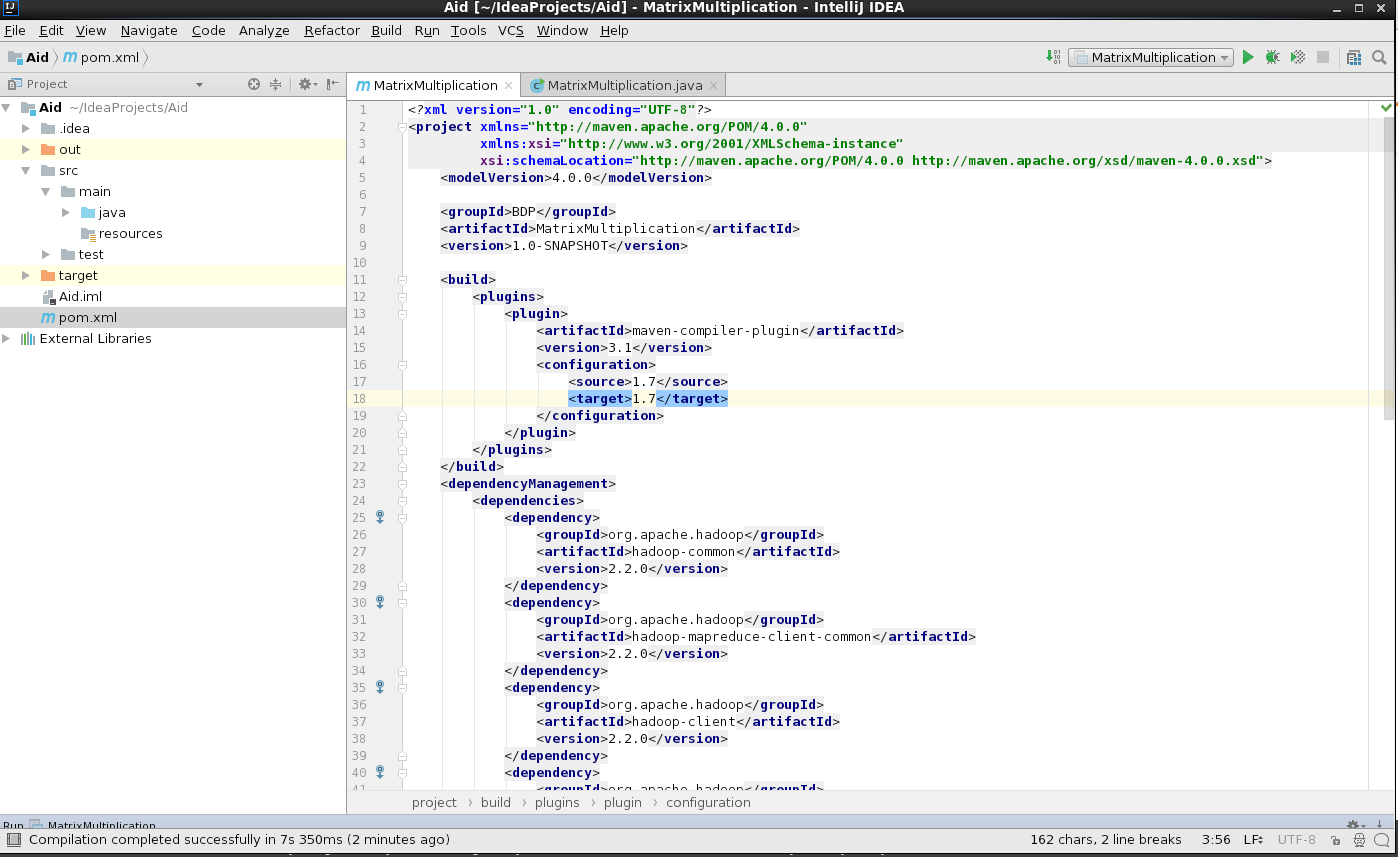 Aid [~/IdeaProjects/Aid] - MatrixMultiplication - IntelliJ IDEA
File Edit View Navigate Code Analyze Refactor Build Run Tools VCS Window Help
Aid pom.xml MatrixMultiplication
Project
MatrixMultiplication MatrixMultiplication.java
Aid ~/IdeaProjects/Aid
.idea
out
src
main
java
resources
test
target
Aid.iml
pom.xml
External Libraries
1 <?xml version="1.0" encoding="UTF-8"?>
2 <project xmlns="http://maven.apache.org/POM/4.0.0"
3 xmlns:xsi="http://www.w3.org/2001/XMLSchema-instance"
4 xsi:schemaLocation="http://maven.apache.org/POM/4.0.0 http://maven.apache.org/xsd/maven-4.0.0.xsd">
5 <modelVersion>4.0.0</modelVersion>
6
7 <groupId>BDP</groupId>
8 <artifactId>MatrixMultiplication</artifactId>
9 <version>1.0-SNAPSHOT</version>
10
11 <build>
12 <plugins>
13 <plugin>
14 <artifactId>maven-compiler-plugin</artifactId>
15 <version>3.1</version>
16 <configuration>
17 <source>1.7</source>
18 <target>1.7</target>
19 </configuration>
20 </plugin>
21 </plugins>
22 </build>
23 <dependencyManagement>
24 <dependencies>
25 <dependency>
26 <groupId>org.apache.hadoop</groupId>
27 <artifactId>hadoop-common</artifactId>
28 <version>2.2.0</version>
29 </dependency>
30 <dependency>
31 <groupId>org.apache.hadoop</groupId>
32 <artifactId>hadoop-mapreduce-client-common</artifactId>
33 <version>2.2.0</version>
34 </dependency>
35 <dependency>
36 <groupId>org.apache.hadoop</groupId>
37 <artifactId>hadoop-client</artifactId>
38 <version>2.2.0</version>
39 </dependency>
40 <dependency>
41 <groupId>org.apache.hadoop</groupId>
project › build › plugins › plugin › configuration
Run MatrixMultiplication
Compilation completed successfully in 7s 350ms (2 minutes ago) 162 chars, 2 line breaks 3:56 LF UTF-8